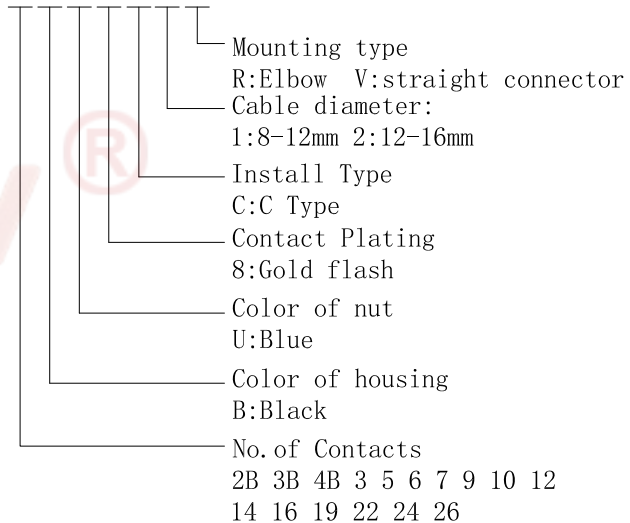 Mounting type
R:Elbow V:straight connector
Cable diameter:
1:8-12mm 2:12-16mm
Install Type
C:C Type
Contact Plating
8:Gold flash
Color of nut
U:Blue
Color of housing
B:Black
No.of Contacts
2B 3B 4B 3 5 6 7 9 10 12
14 16 19 22 24 26
®